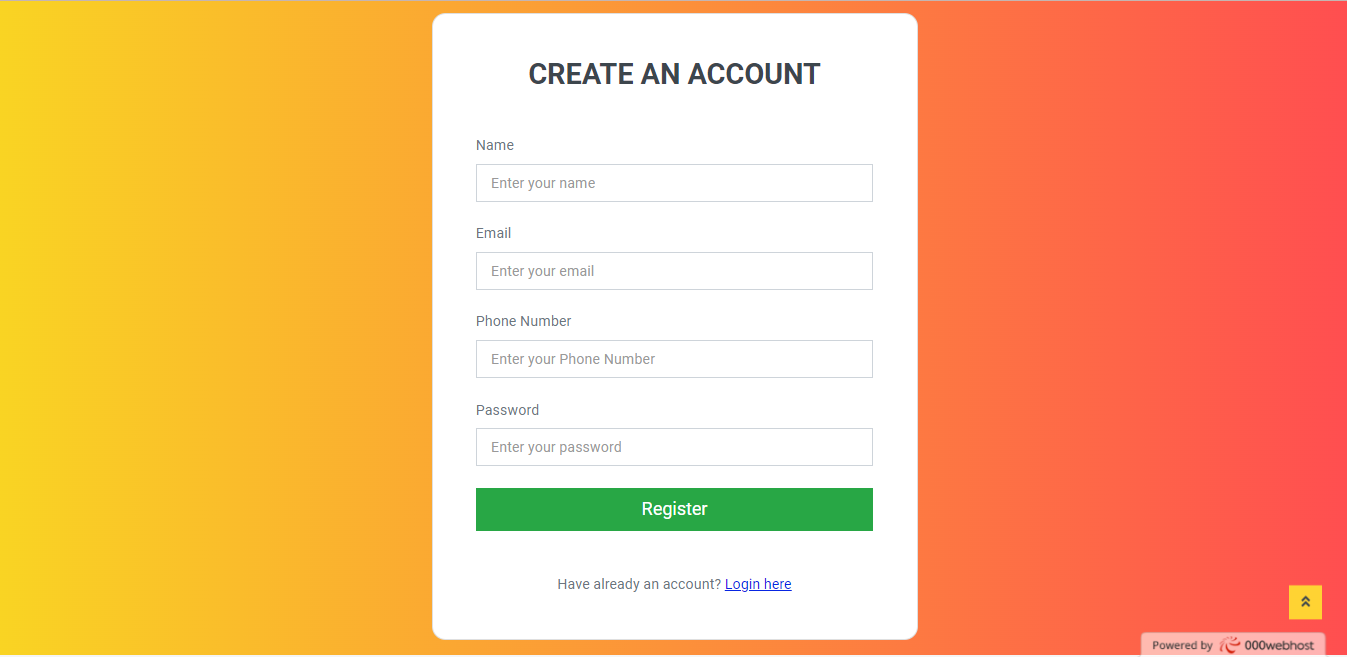 CREATE AN ACCOUNT
Name
Enter your name
Email
Enter your email
Phone Number
Enter your Phone Number
Password
Enter your password
Register
Have already an account? Login here
Powered by 000webhost